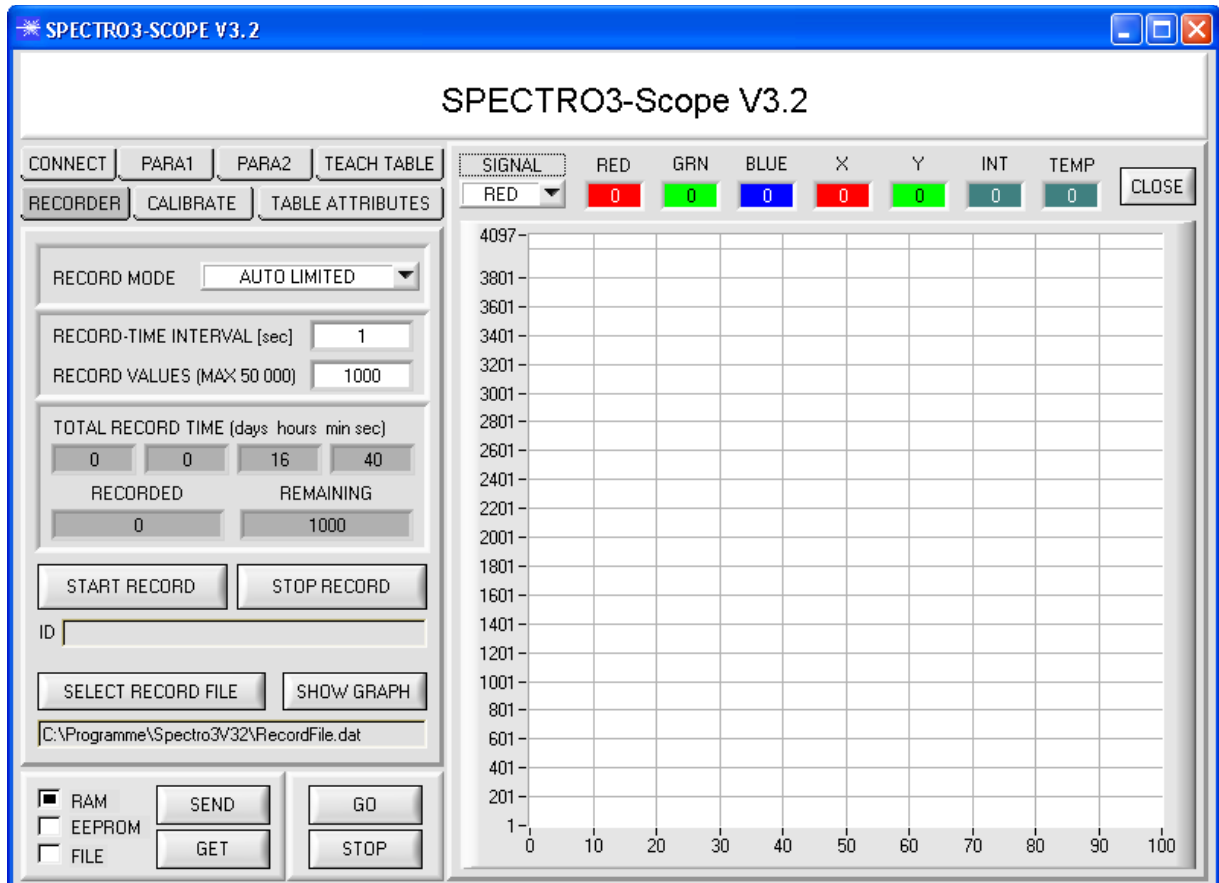 SPECTRO3-SCOPE V3.2
SPECTRO3-Scope V3.2
CONNECT PARA1 PARA2 TEACH TABLE
RECORDER CALIBRATE TABLE ATTRIBUTES
RECORD MODE AUTO LIMITED
RECORD-TIME INTERVAL [sec] 1
RECORD VALUES (MAX 50 000) 1000
TOTAL RECORD TIME (days hours min sec)
0 0 16 40
RECORDED REMAINING
0 1000
START RECORD STOP RECORD
ID
SELECT RECORD FILE SHOW GRAPH
C:\Programme\Spectro3V32\RecordFile.dat
RAM
EEPROM
FILE
SEND
GET
GO
STOP
SIGNAL RED GRN BLUE X Y INT TEMP
RED 0 0 0 0 0 0 0
CLOSE
4097
3801
3601
3401
3201
3001
2801
2601
2401
2201
2001
1801
1601
1401
1201
1001
801
601
401
201
1
0 10 20 30 40 50 60 70 80 90 100